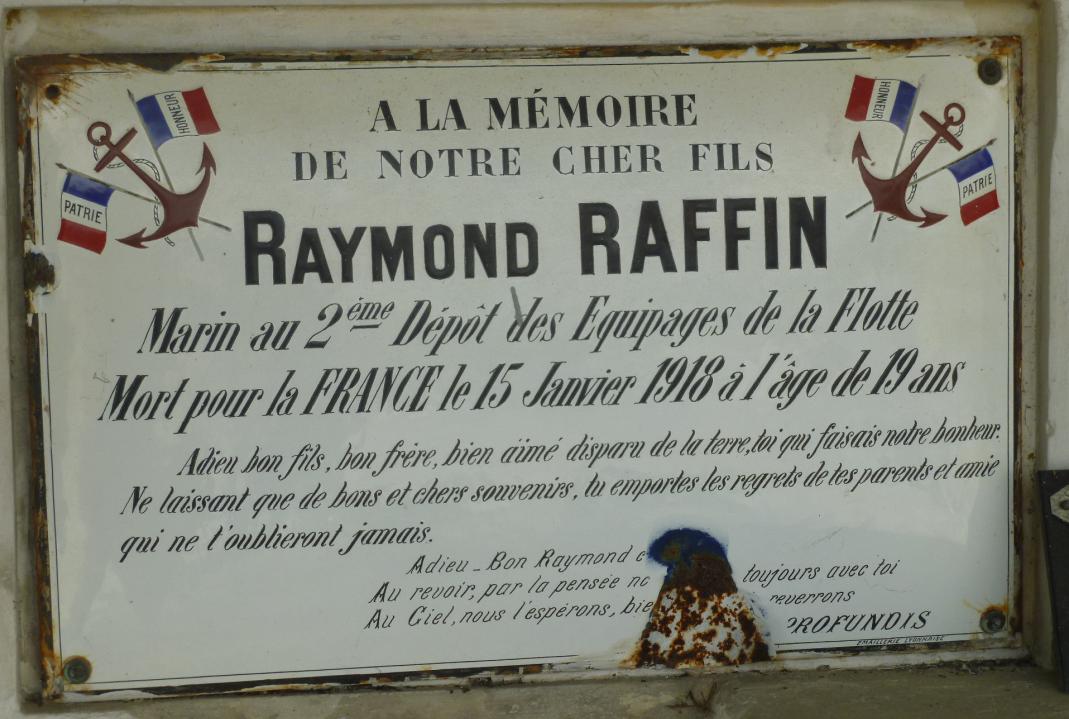 HONNEUR
PATRIE
HONNEUR
PATRIE
A LA MÉMOIRE
DE NOTRE CHER FILS
RAYMOND RAFFIN
Marin au 2ème Dépôt des Equipages de la Flotte
Mort pour la FRANCE le 15 Janvier 1918 à l'âge de 19 ans
Adieu bon fils, bon frère, bien aïmé disparu de la terre, toi qui faisais notre bonheur.
Ne laissant que de bons et chers souvenirs, tu emportes les regrets de tes parents et amie
qui ne t'oublieront jamais.
Adieu _ Bon Raymond
Au revoir, par la pensée toujours avec toi
Au Ciel, nous l'espérons, reverrons
PROFUNDIS
EMAILLERIE LYONNAISE